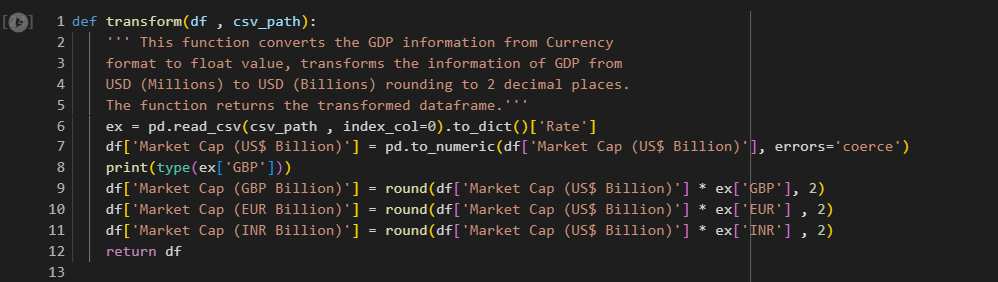 1 def transform(df , csv_path):
2     ''' This function converts the GDP information from Currency
3     format to float value, transforms the information of GDP from
4     USD (Millions) to USD (Billions) rounding to 2 decimal places.
5     The function returns the transformed dataframe.'''
6     ex = pd.read_csv(csv_path , index_col=0).to_dict()['Rate']
7     df['Market Cap (US$ Billion)'] = pd.to_numeric(df['Market Cap (US$ Billion)'], errors='coerce')
8     print(type(ex['GBP']))
9     df['Market Cap (GBP Billion)'] = round(df['Market Cap (US$ Billion)'] * ex['GBP'], 2)
10     df['Market Cap (EUR Billion)'] = round(df['Market Cap (US$ Billion)'] * ex['EUR'] , 2)
11     df['Market Cap (INR Billion)'] = round(df['Market Cap (US$ Billion)'] * ex['INR'] , 2)
12     return df
13